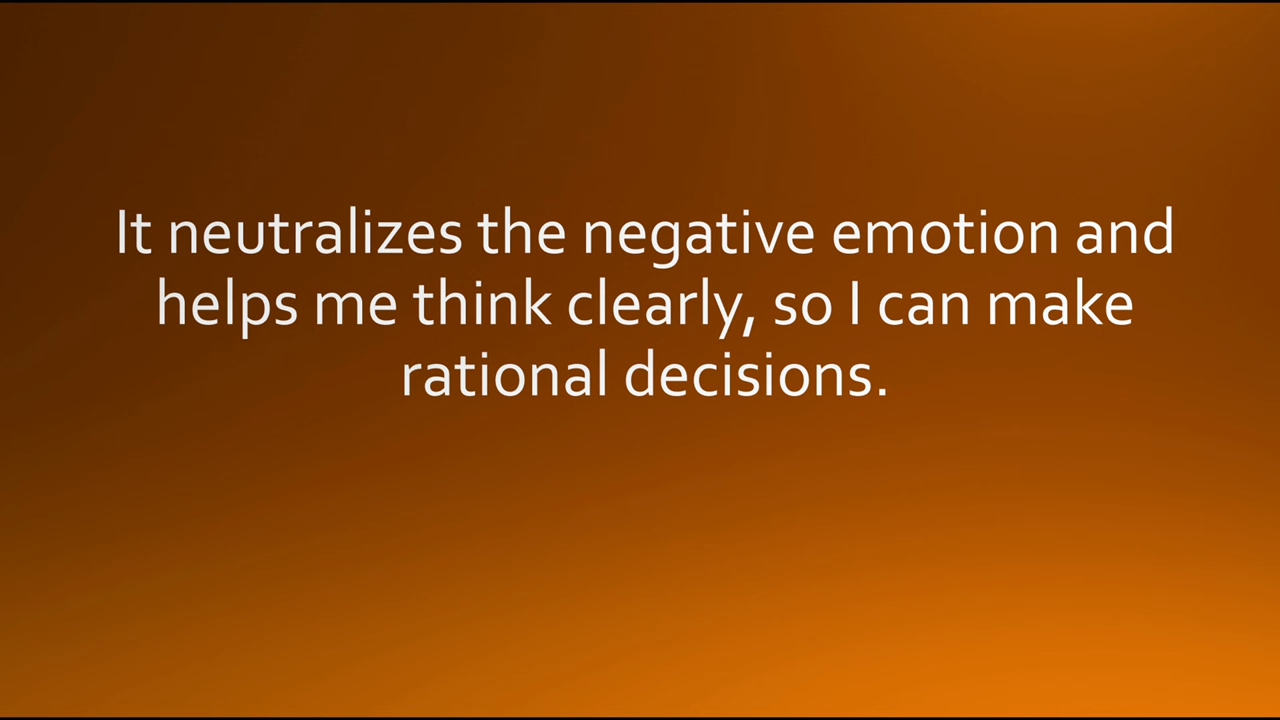 It neutralizes the negative emotion and
helps me think clearly, so I can make
rational decisions.